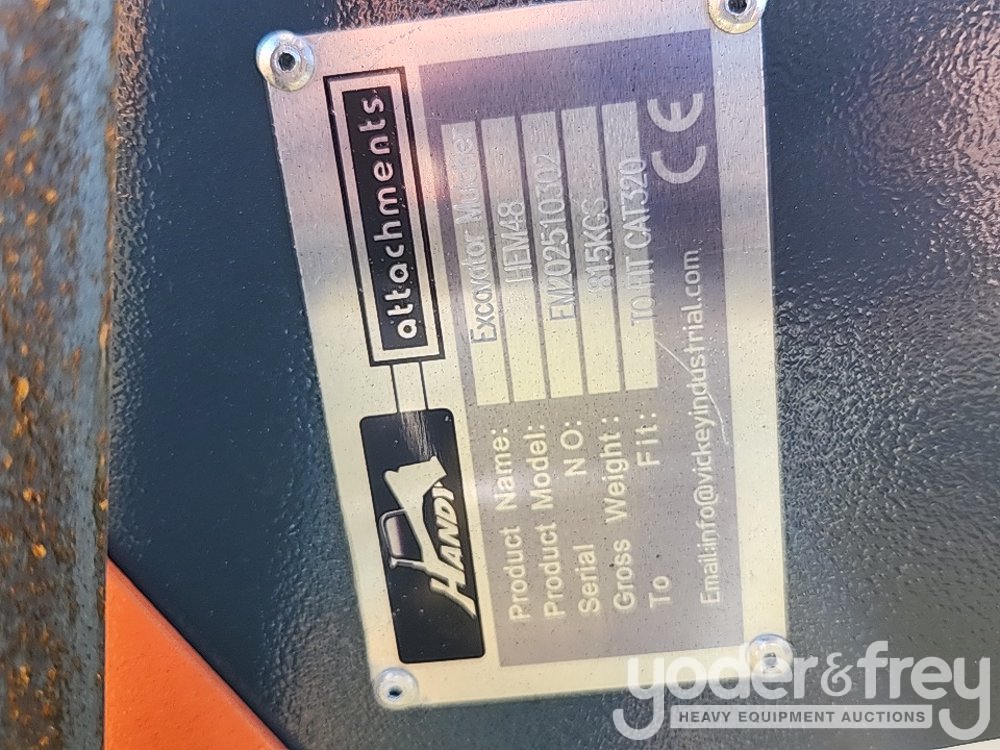 HANDY attachments
Product Name: Excavator Mulcher
Product Model: HEM48
Serial NO: EM2025103Q2
Gross Weight: 815KGS
To Fit: TO FIT CAT320
CE
Email:info@vickeyindustrial.com
yoder&frey
HEAVY EQUIPMENT AUCTIONS